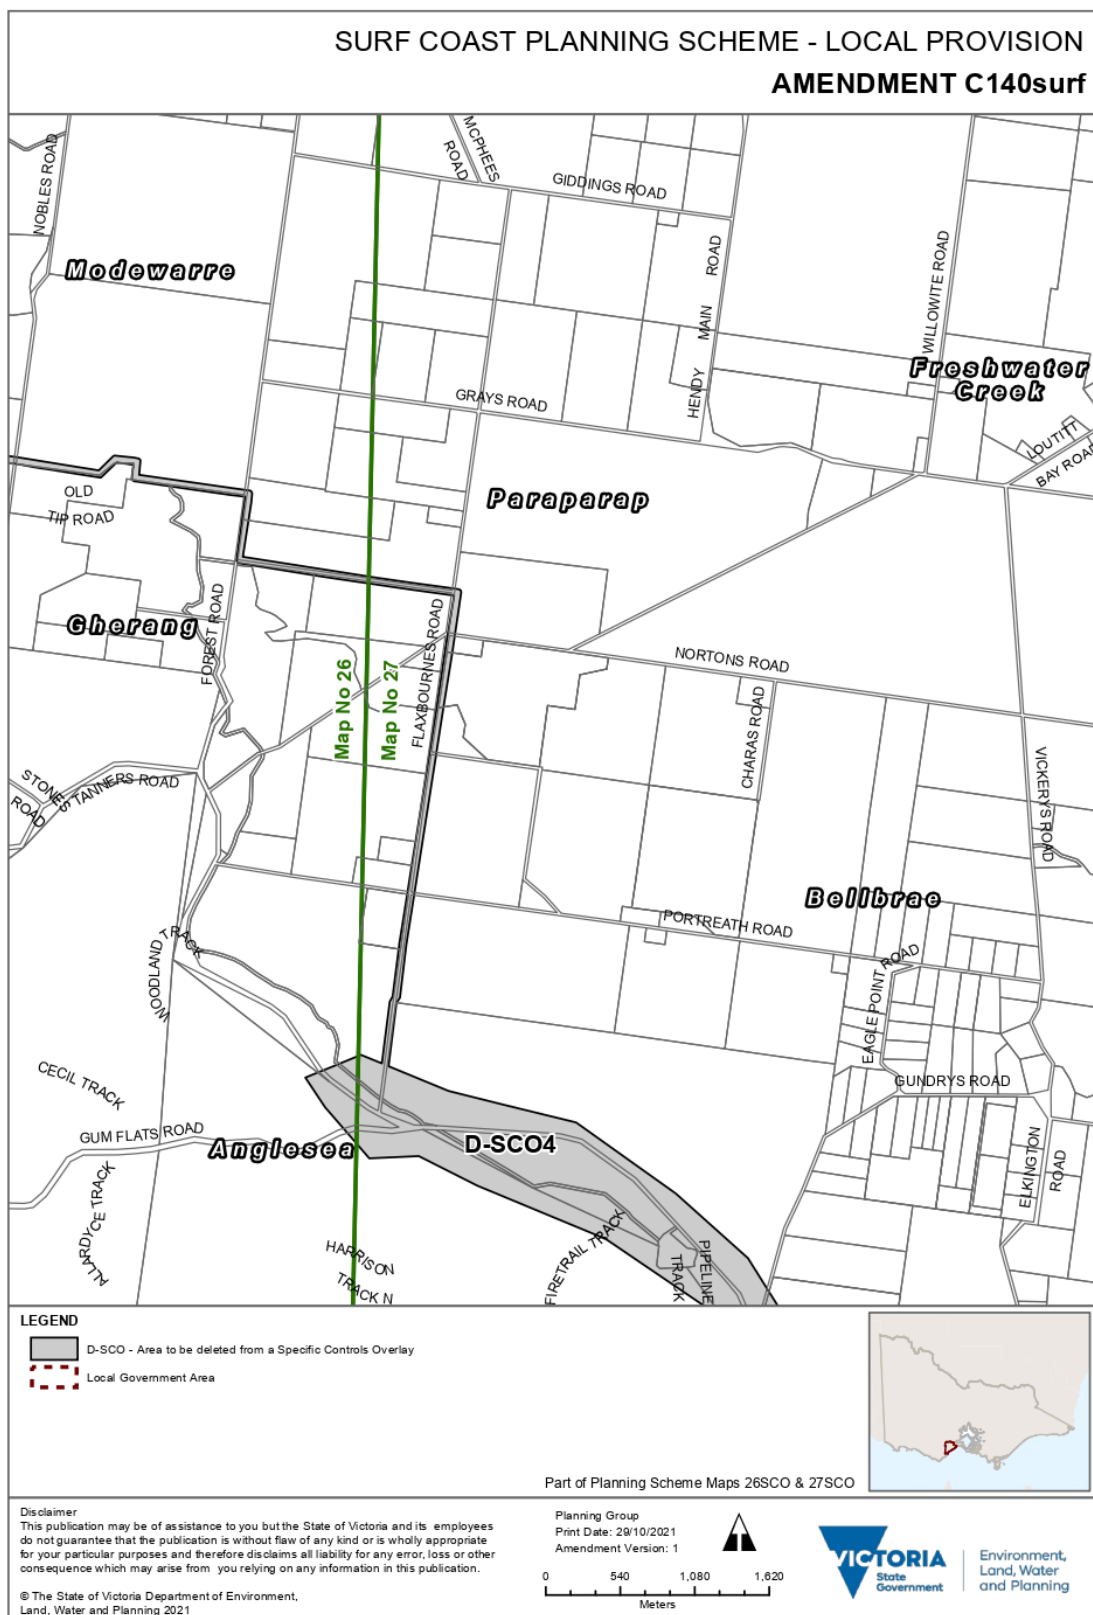 SURF COAST PLANNING SCHEME - LOCAL PROVISION
AMENDMENT C140surf
NOBLES ROAD
MCPHEES
ROAD
GIDDINGS ROAD
Modewarre
HENDY MAIN ROAD
WILLOWITE ROAD
Freshwater
Creek
GRAYS ROAD
LOUTITT
BAY ROAD
OLD
TIP ROAD
Paraparap
Gherang
FOREST ROAD
Map No 26
Map No 27
FLAXBOURNES ROAD
NORTONS ROAD
CHARAS ROAD
VICKERYS ROAD
STONES
ROAD
TANNERS ROAD
Bellbrae
PORTREATH ROAD
WOODLAND TRACK
EAGLE POINT ROAD
CECIL TRACK
GUNDRYS ROAD
GUM FLATS ROAD
Anglesea
D-SCO4
ELKINGTON
ROAD
ALLARDYCE TRACK
HARRISON
TRACK N
FIRETRAIL TRACK
PIPELINE
TRACK
LEGEND
D-SCO - Area to be deleted from a Specific Controls Overlay
Local Government Area
Part of Planning Scheme Maps 26SCO & 27SCO
Disclaimer
This publication may be of assistance to you but the State of Victoria and its employees
do not guarantee that the publication is without flaw of any kind or is wholly appropriate
for your particular purposes and therefore disclaims all liability for any error, loss or other
consequence which may arise from you relying on any information in this publication.
© The State of Victoria Department of Environment,
Land, Water and Planning 2021
Planning Group
Print Date: 29/10/2021
Amendment Version: 1
0 540 1,080 1,620
Meters
VICTORIA
State
Government
Environment,
Land, Water
and Planning